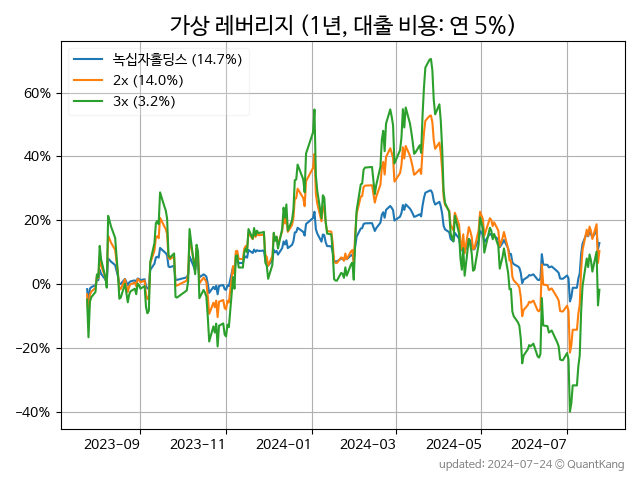 가상 레버리지 (1년, 대출 비용: 연 5%)
녹십자홀딩스 (14.7%)
2x (14.0%)
3x (3.2%)
60%
40%
20%
0%
−20%
−40%
2023-09
2023-11
2024-01
2024-03
2024-05
2024-07
updated: 2024-07-24 © QuantKang